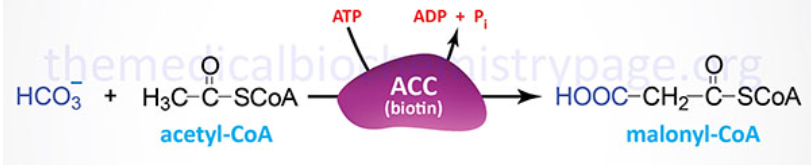 ATP ADP + Pi
themedicalbiochemistrypage.org
O O
HCO3- + H3C–C–SCoA ACC HOOC–CH2–C–SCoA
(biotin)
acetyl-CoA malonyl-CoA